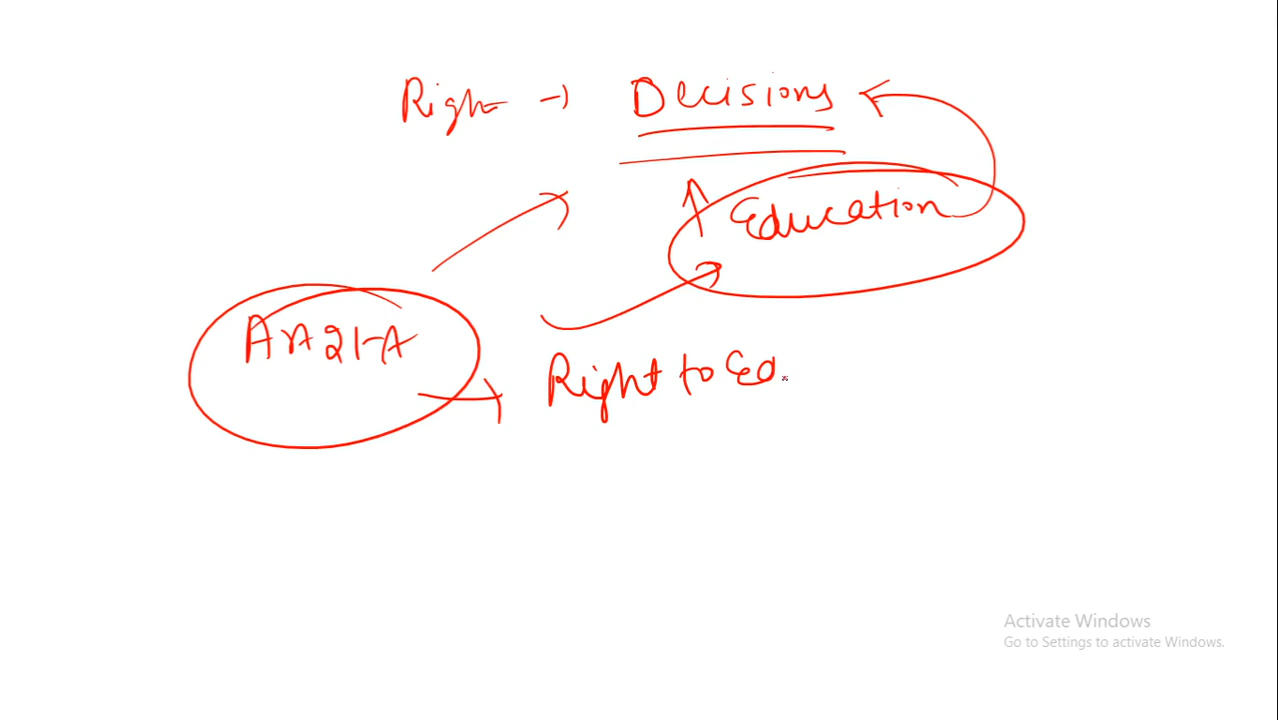 Right → Decisions
Education
Art 21-A
Right to Ed
Activate Windows
Go to Settings to activate Windows.